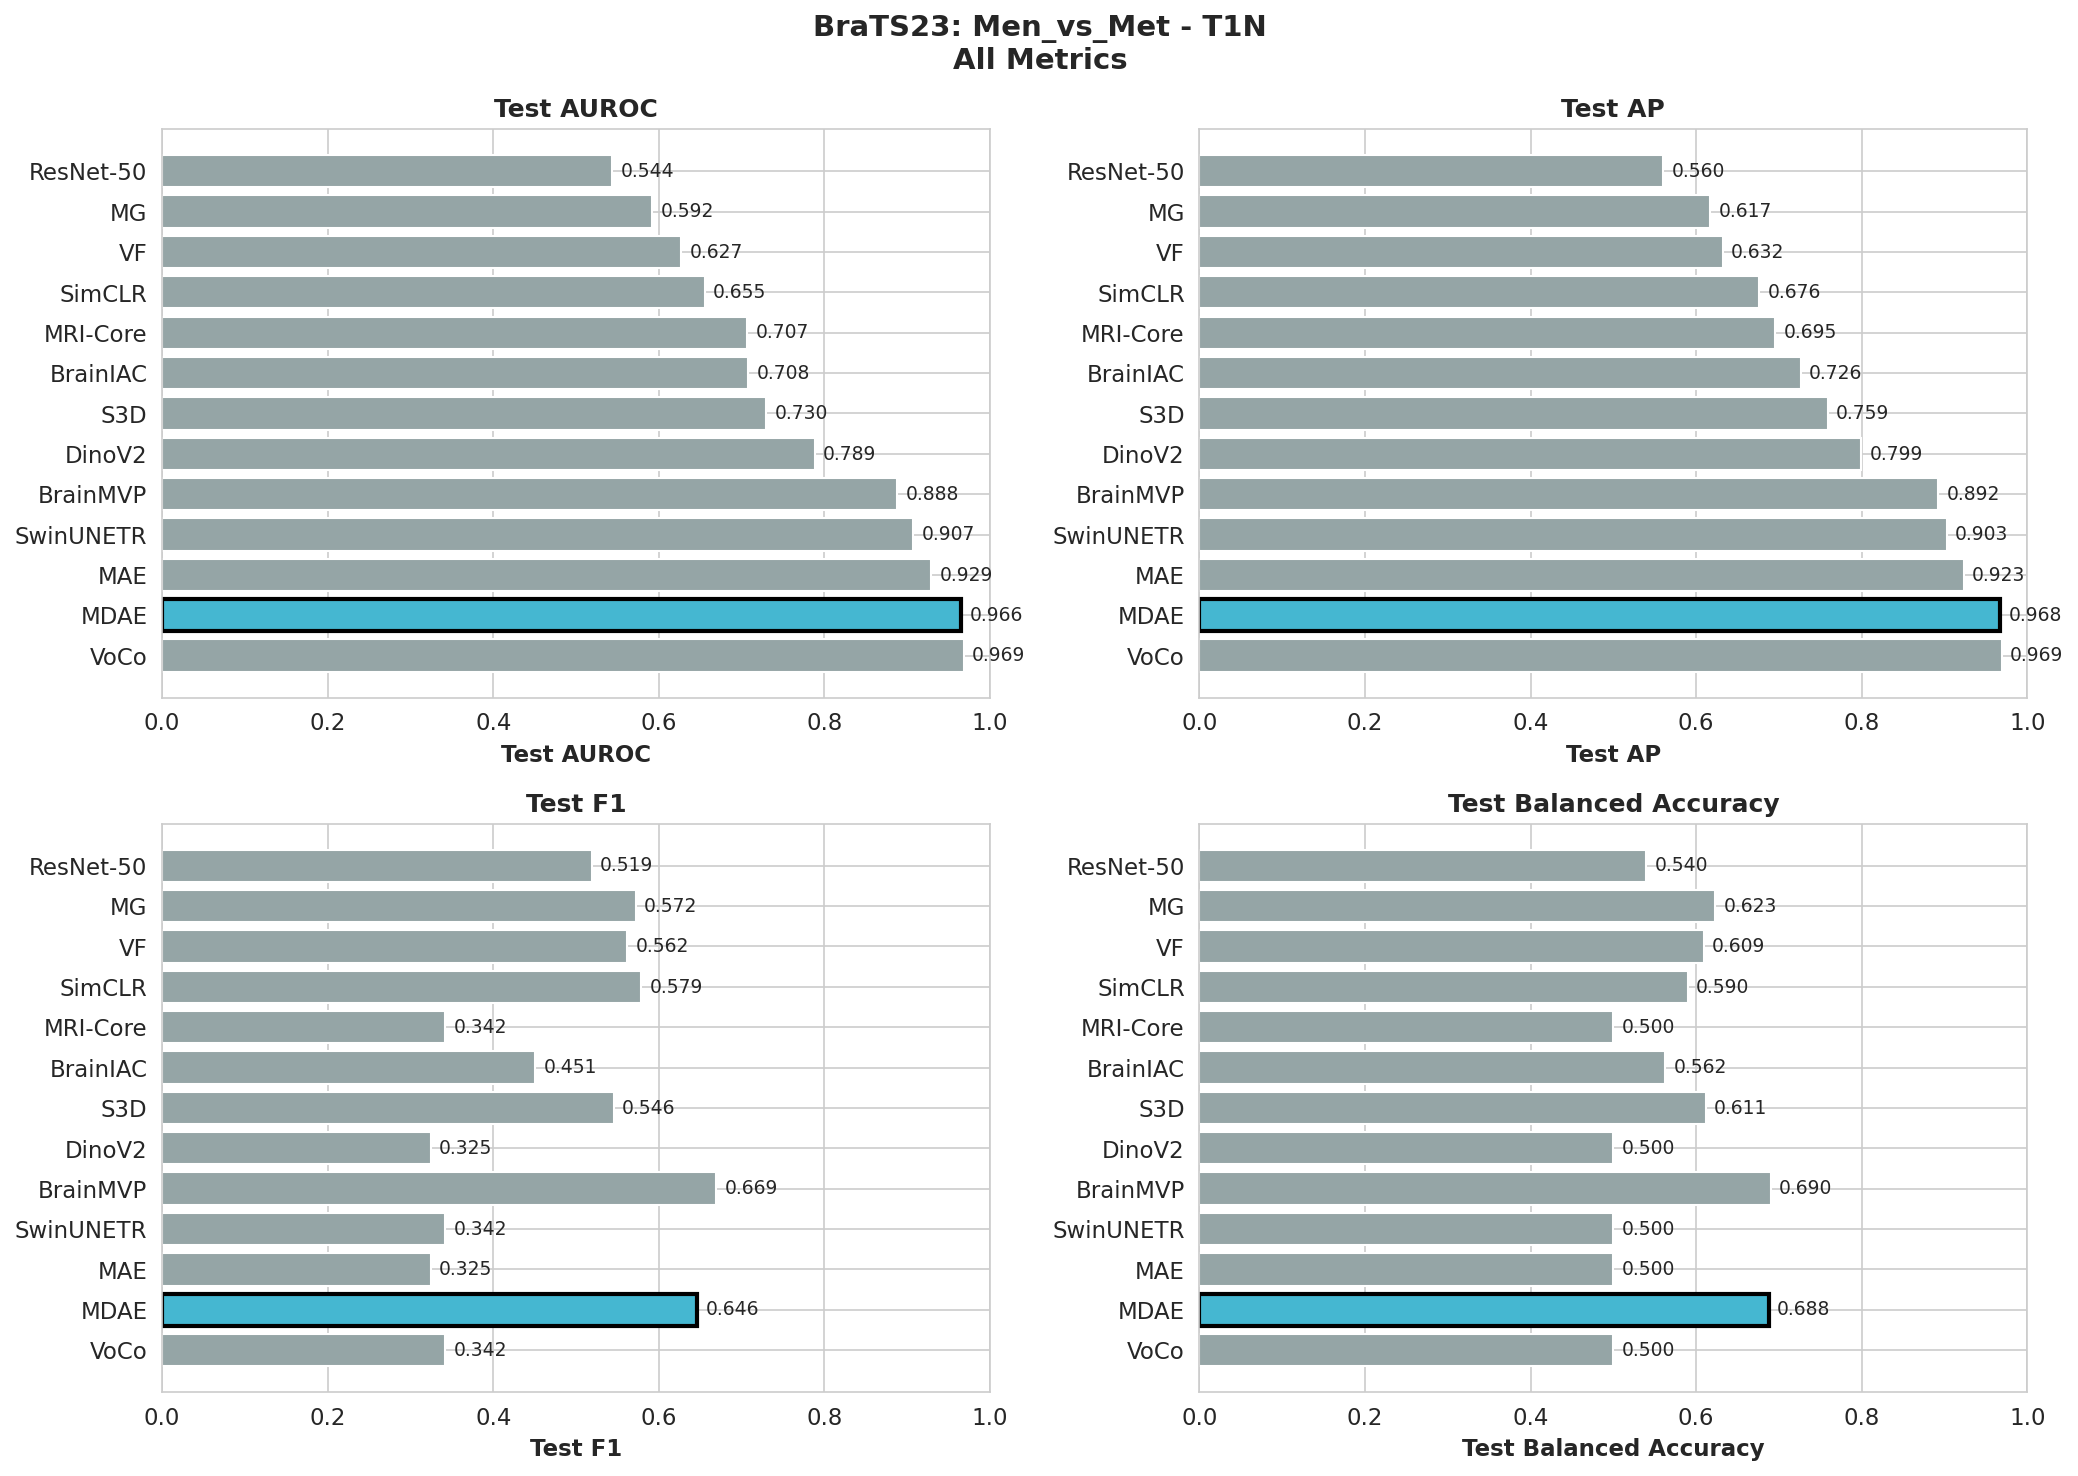 BraTS23: Men_vs_Met - T1N
All Metrics
Test AUROC
ResNet-50 0.544
MG 0.592
VF 0.627
SimCLR 0.655
MRI-Core 0.707
BrainIAC 0.708
S3D 0.730
DinoV2 0.789
BrainMVP 0.888
SwinUNETR 0.907
MAE 0.929
MDAE 0.966
VoCo 0.969
0.0 0.2 0.4 0.6 0.8 1.0
Test AUROC
Test AP
ResNet-50 0.560
MG 0.617
VF 0.632
SimCLR 0.676
MRI-Core 0.695
BrainIAC 0.726
S3D 0.759
DinoV2 0.799
BrainMVP 0.892
SwinUNETR 0.903
MAE 0.923
MDAE 0.968
VoCo 0.969
0.0 0.2 0.4 0.6 0.8 1.0
Test AP
Test F1
ResNet-50 0.519
MG 0.572
VF 0.562
SimCLR 0.579
MRI-Core 0.342
BrainIAC 0.451
S3D 0.546
DinoV2 0.325
BrainMVP 0.669
SwinUNETR 0.342
MAE 0.325
MDAE 0.646
VoCo 0.342
0.0 0.2 0.4 0.6 0.8 1.0
Test F1
Test Balanced Accuracy
ResNet-50 0.540
MG 0.623
VF 0.609
SimCLR 0.590
MRI-Core 0.500
BrainIAC 0.562
S3D 0.611
DinoV2 0.500
BrainMVP 0.690
SwinUNETR 0.500
MAE 0.500
MDAE 0.688
VoCo 0.500
0.0 0.2 0.4 0.6 0.8 1.0
Test Balanced Accuracy